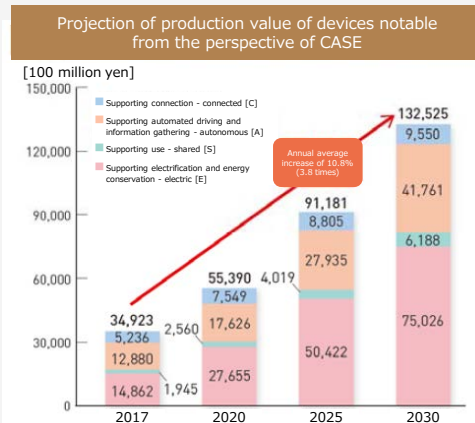 Projection of production value of devices notable
from the perspective of CASE
[100 million yen]
150,000
120,000
90,000
60,000
30,000
0
Supporting connection - connected [C]
Supporting automated driving and
information gathering - autonomous [A]
Supporting use - shared [S]
Supporting electrification and energy
conservation - electric [E]
Annual average
increase of 10.8%
(3.8 times)
34,923
5,236
12,880
1,945
14,862
55,390
7,549
17,626
2,560
27,655
91,181
8,805
27,935
4,019
50,422
132,525
9,550
41,761
6,188
75,026
2017
2020
2025
2030